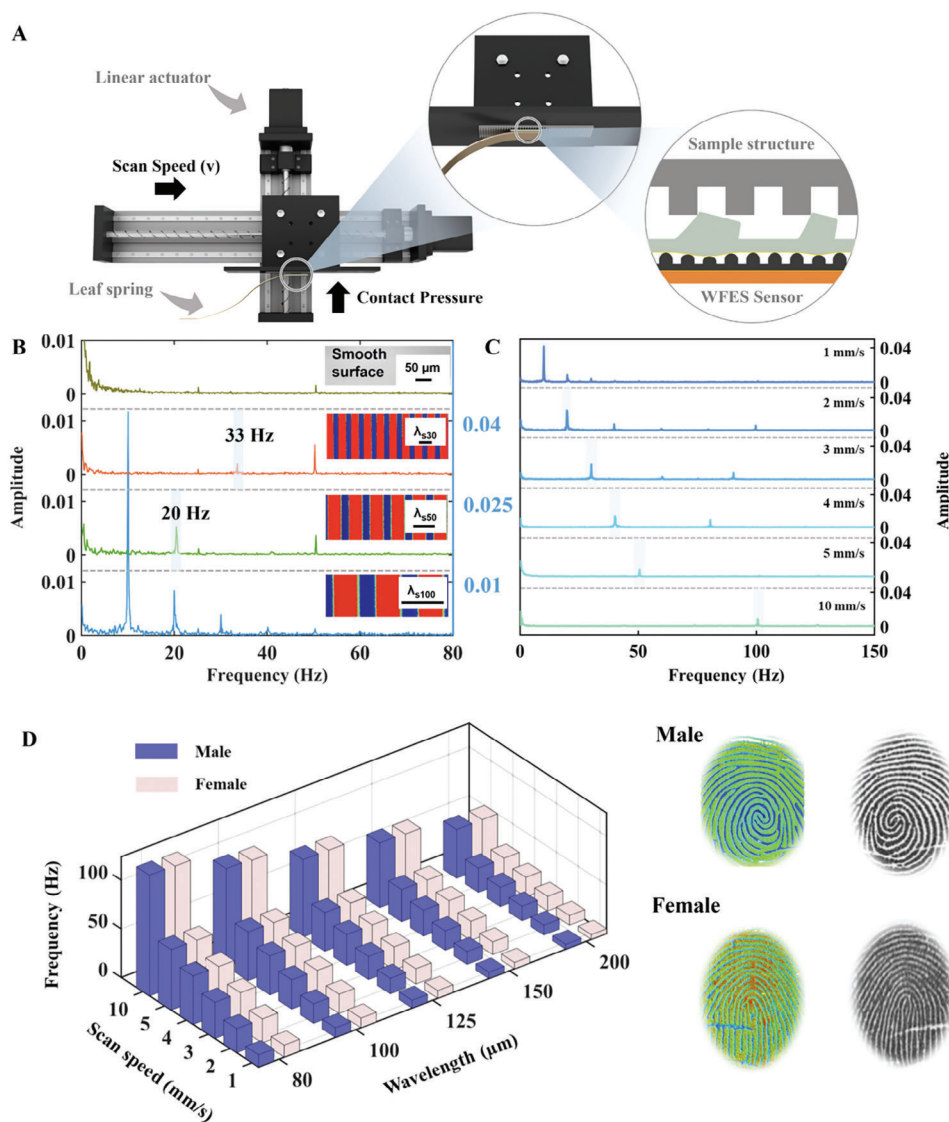 A
Linear actuator
Scan Speed (v)
Leaf spring
Contact Pressure
Sample structure
WFES Sensor
B
0.01
0
Smooth
surface
50 μm
0.01
0
33 Hz
λs30
0.04
0.01
0
20 Hz
λs50
0.025
0.01
0
λs100
0.01
Amplitude
0 20 40 60 80
Frequency (Hz)
C
1 mm/s
0.04
0
2 mm/s
0.04
0
3 mm/s
0.04
0
4 mm/s
0.04
0
5 mm/s
0.04
0
10 mm/s
0.04
0
Amplitude
0 50 100 150
Frequency (Hz)
D
Male
Female
Frequency (Hz)
100
50
0
10
5
4
3
2
1
Scan speed (mm/s)
80
100
125
150
200
Wavelength (μm)
Male
Female